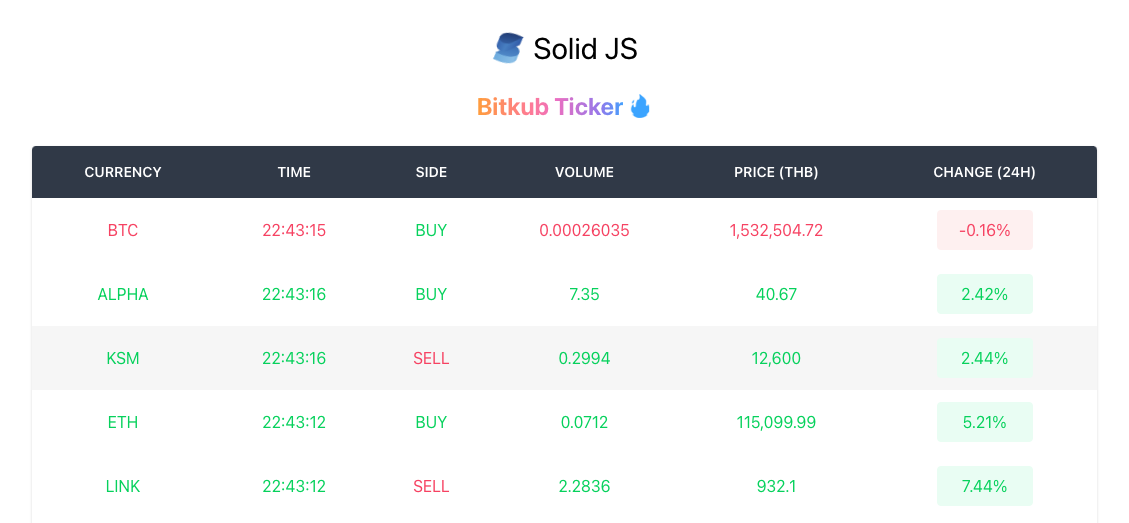 Solid JS
Bitkub Ticker
CURRENCY TIME SIDE VOLUME PRICE (THB) CHANGE (24H)
BTC 22:43:15 BUY 0.00026035 1,532,504.72 -0.16%
ALPHA 22:43:16 BUY 7.35 40.67 2.42%
KSM 22:43:16 SELL 0.2994 12,600 2.44%
ETH 22:43:12 BUY 0.0712 115,099.99 5.21%
LINK 22:43:12 SELL 2.2836 932.1 7.44%